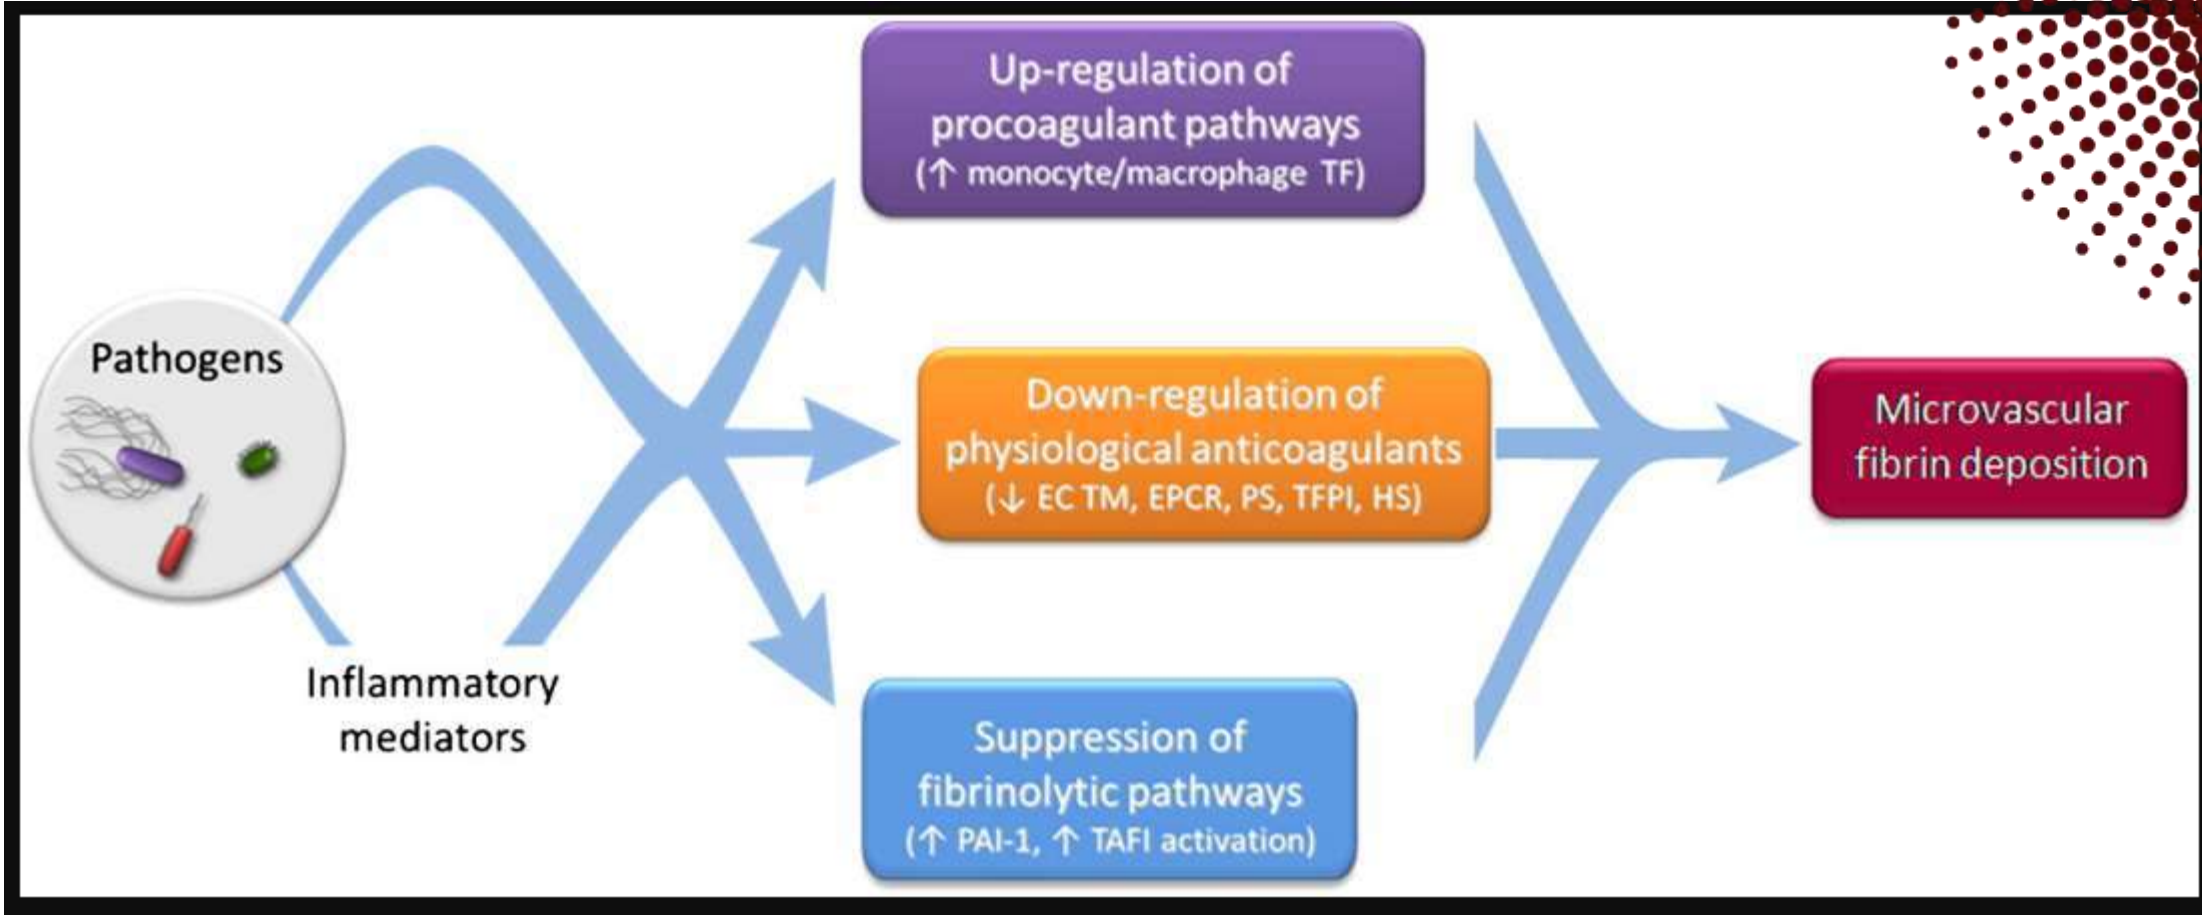 Pathogens
Inflammatory
mediators
Up-regulation of
procoagulant pathways
(↑ monocyte/macrophage TF)
Down-regulation of
physiological anticoagulants
(↓ EC TM, EPCR, PS, TFPI, HS)
Suppression of
fibrinolytic pathways
(↑ PAI-1, ↑ TAFI activation)
Microvascular
fibrin deposition